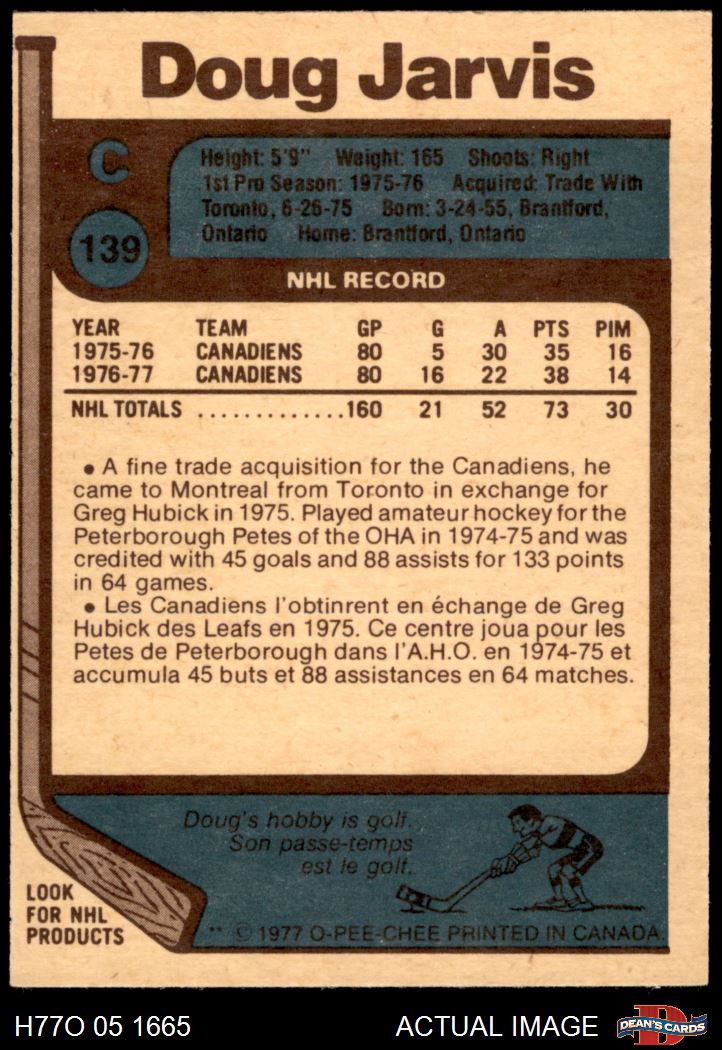 Doug Jarvis
C
Height: 5'9" Weight: 165 Shoots: Right
1st Pro Season: 1975-76 Acquired: Trade With
Toronto, 6-26-75 Born: 3-24-55, Brantford,
Ontario Home: Brantford, Ontario
139
NHL RECORD
YEAR TEAM GP G A PTS PIM
1975-76 CANADIENS 80 5 30 35 16
1976-77 CANADIENS 80 16 22 38 14
NHL TOTALS .............160 21 52 73 30
• A fine trade acquisition for the Canadiens, he
came to Montreal from Toronto in exchange for
Greg Hubick in 1975. Played amateur hockey for the
Peterborough Petes of the OHA in 1974-75 and was
credited with 45 goals and 88 assists for 133 points
in 64 games.
• Les Canadiens l'obtinrent en échange de Greg
Hubick des Leafs en 1975. Ce centre joua pour les
Petes de Peterborough dans l'A.H.O. en 1974-75 et
accumula 45 buts et 88 assistances en 64 matches.
Doug's hobby is golf.
Son passe-temps
est le golf.
LOOK
FOR NHL
PRODUCTS
** © 1977 O-PEE-CHEE PRINTED IN CANADA
H77O 05 1665 ACTUAL IMAGE
D
DEAN'S CARDS